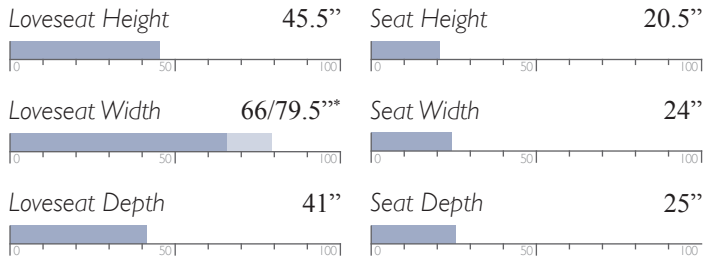 Loveseat Height 45.5”
0 50 100
Seat Height 20.5”
0 50 100
Loveseat Width 66/79.5”*
0 50 100
Seat Width 24”
0 50 100
Loveseat Depth 41”
0 50 100
Seat Depth 25”
0 50 100